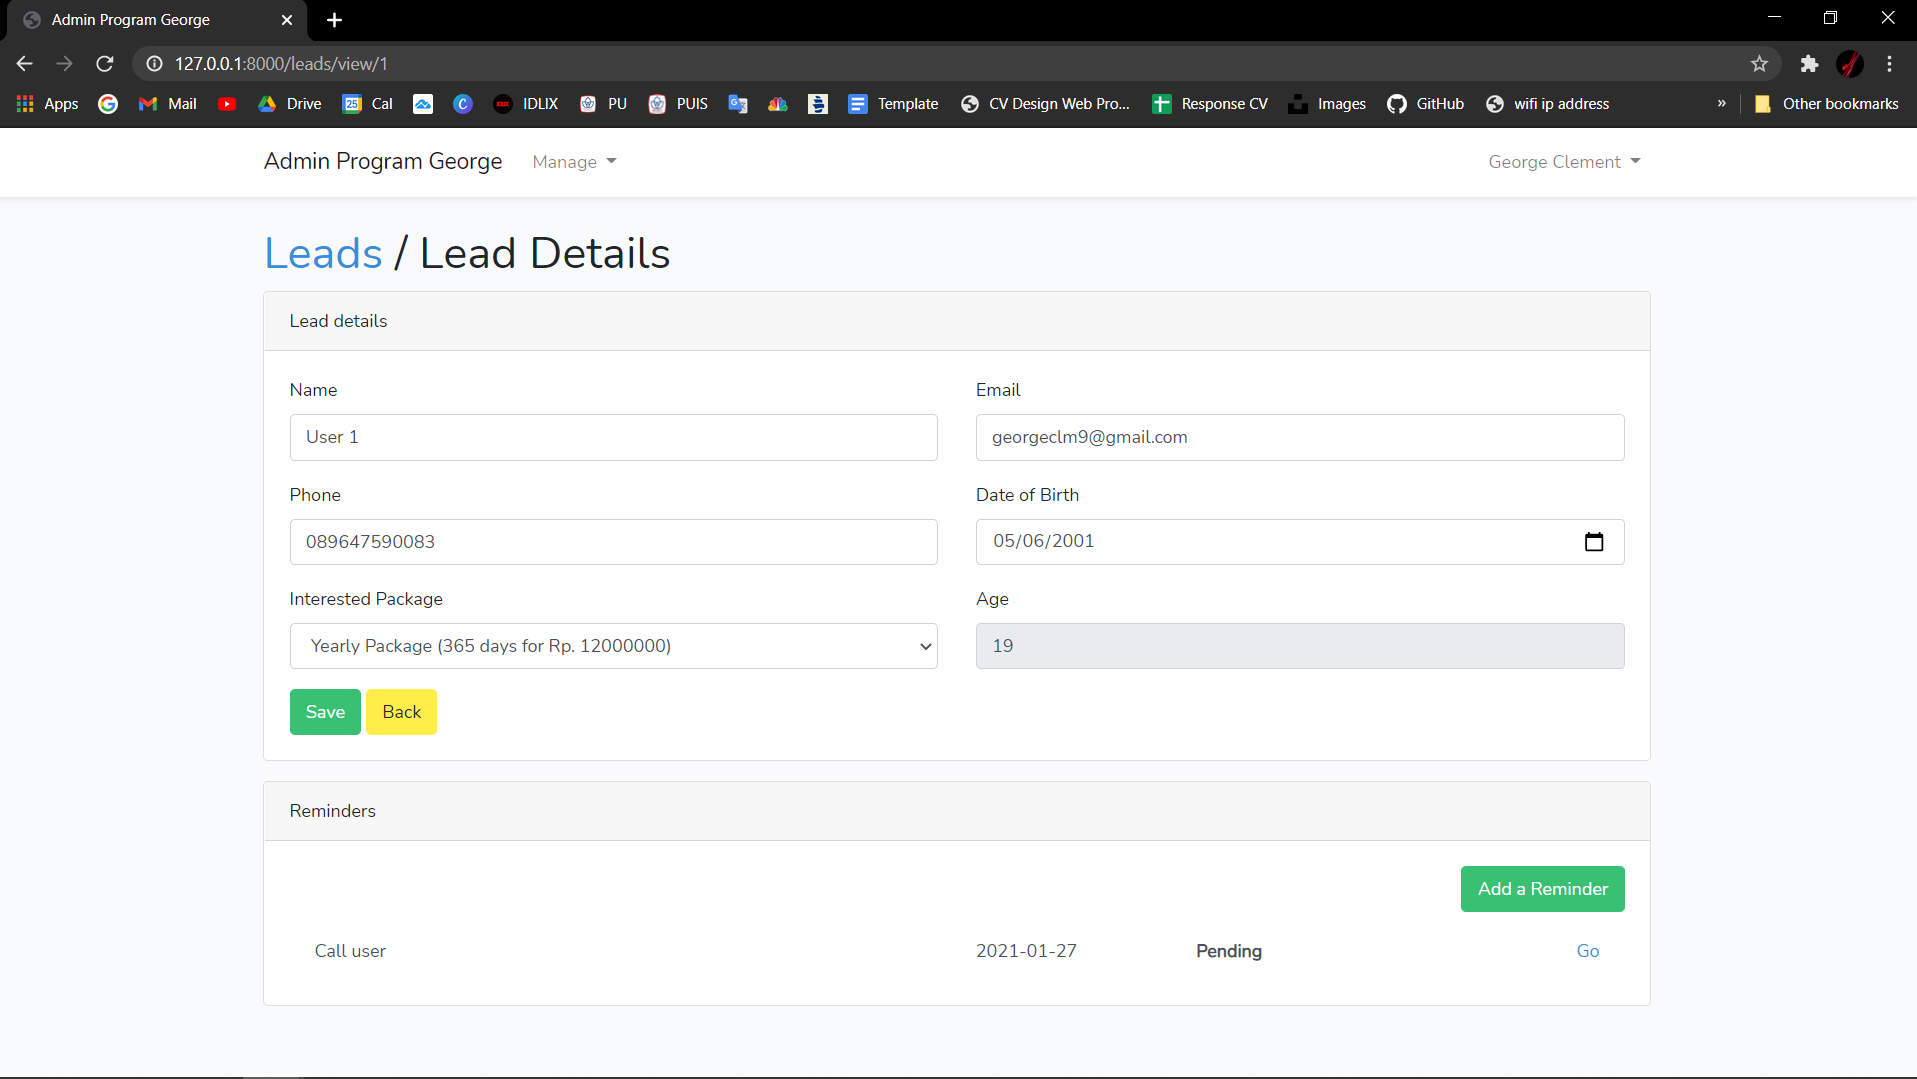 Admin Program George
127.0.0.1:8000/leads/view/1
Apps Mail Drive Cal IDLIX PU PUIS Template CV Design Web Pro... Response CV Images GitHub wifi ip address » Other bookmarks
Admin Program George Manage George Clement
Leads / Lead Details
Lead details
Name Email
User 1 georgeclm9@gmail.com
Phone Date of Birth
089647590083 05/06/2001
Interested Package Age
Yearly Package (365 days for Rp. 12000000) 19
Save Back
Reminders
Add a Reminder
Call user 2021-01-27 Pending Go